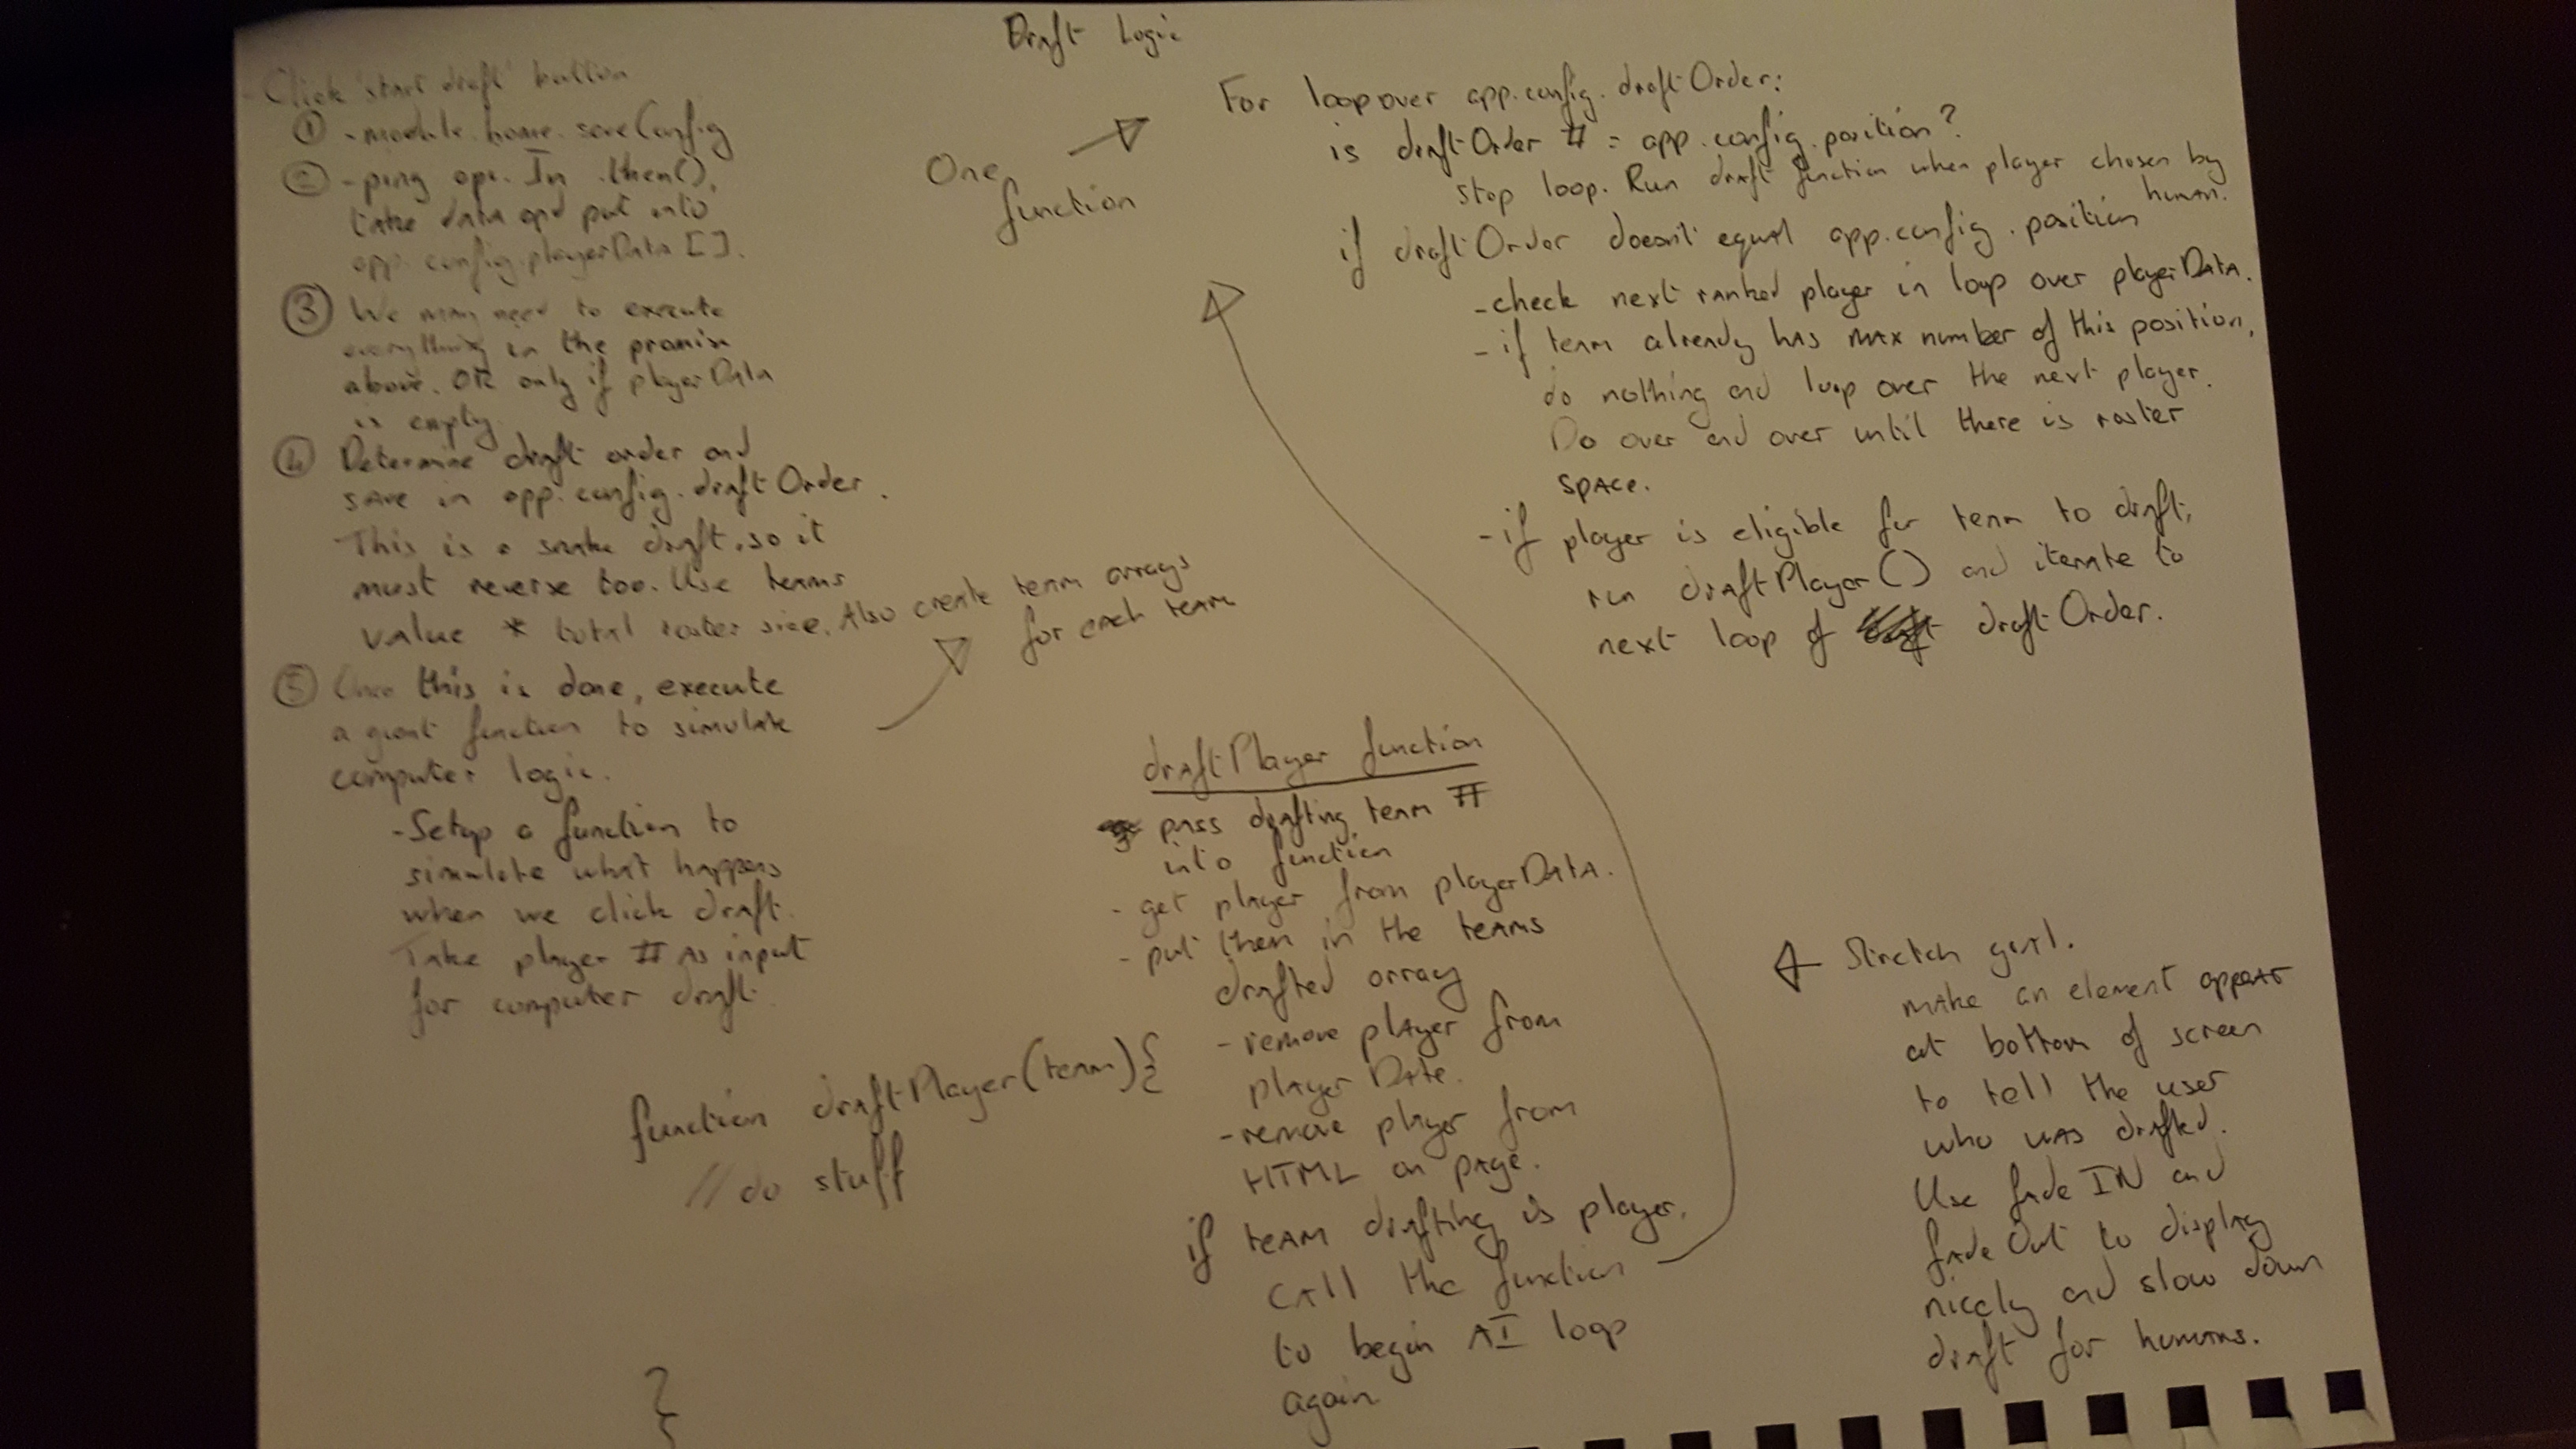 Draft Logic
- Click 'start draft' button
① - module.home.saveConfig
② - ping api. In .then(),
take data and put into
app.config.playerData [].
③ We may need to execute
everything in the promise
above. OR only if playerData
is empty.
④ Determine draft order and
save in app.config.draftOrder.
This is a snake draft, so it
must reverse too. Use teams
value * total roster size. Also create team arrays
for each team
⑤ Once this is done, execute
a giant function to simulate
computer logic.
- Setup a function to
simulate what happens
when we click draft.
Take player # as input
for computer draft.
function draftPlayer(team){
// do stuff
}
One
function
For loop over app.config.draftOrder:
is draftOrder # = app.config.position?
stop loop. Run draft function when player chosen by
human.
if draftOrder doesn't equal app.config.position
- check next ranked player in loop over playerData.
- if team already has max number of this position,
do nothing and loop over the next player.
Do over and over until there is roster
space.
- if player is eligible for team to draft,
run draftPlayer() and iterate to
next loop of draftOrder.
draftPlayer function
pass drafting team #
into function
- get player from playerData.
- put them in the teams
drafted array
- remove player from
playerData.
- remove player from
HTML on page.
if team drafting is player,
call the function
to begin AI loop
again
Stretch goal.
make an element appear
at bottom of screen
to tell the user
who was drafted.
Use fadeIN and
fadeOut to display
nicely and slow down
draft for humans.